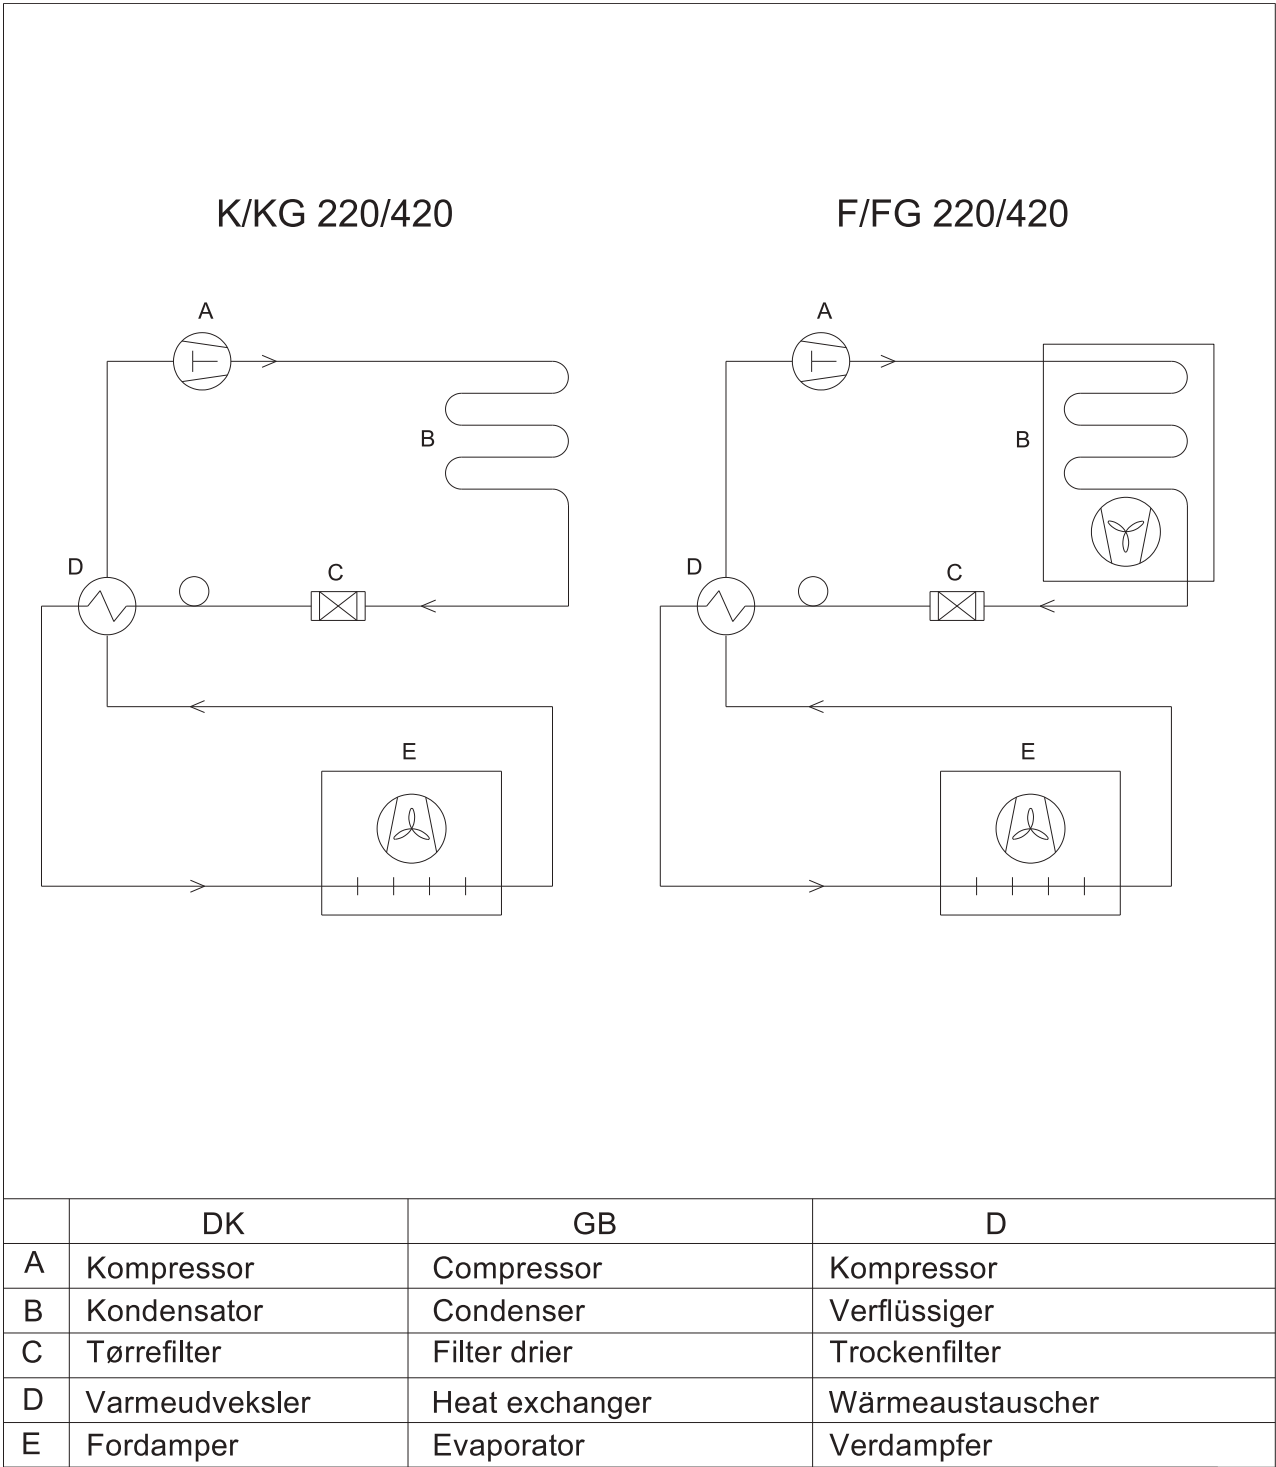 K/KG 220/420
F/FG 220/420
A
A
B
B
D
C
D
C
E
E
DK GB D
A Kompressor Compressor Kompressor
B Kondensator Condenser Verflüssiger
C Tørrefilter Filter drier Trockenfilter
D Varmeudveksler Heat exchanger Wärmeaustauscher
E Fordamper Evaporator Verdampfer